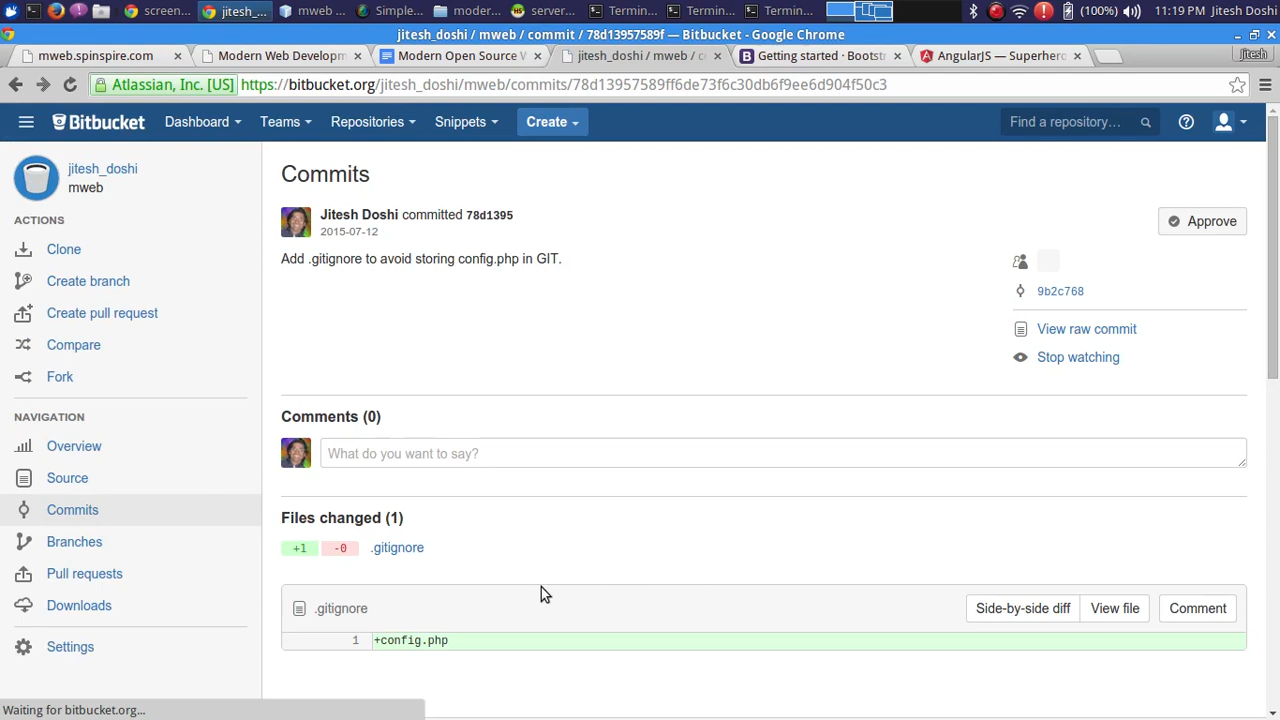 screen...
jitesh_...
mweb ...
Simple...
moder...
server...
Termin...
Termin...
Termin...
(100%)
11:19 PM
Jitesh Doshi
jitesh_doshi / mweb / commit / 78d13957589f — Bitbucket - Google Chrome
mweb.spinspire.com
Modern Web Developm
Modern Open Source W
jitesh_doshi / mweb / co
Getting started · Bootst
AngularJS — Superhero
Jitesh
Atlassian, Inc. [US]
https://bitbucket.org/jitesh_doshi/mweb/commits/78d13957589ff6de73f6c30db6f9ee6d904f50c3
Bitbucket
Dashboard
Teams
Repositories
Snippets
Create
Find a repository...
jitesh_doshi
mweb
ACTIONS
Clone
Create branch
Create pull request
Compare
Fork
NAVIGATION
Overview
Source
Commits
Branches
Pull requests
Downloads
Settings
Commits
Jitesh Doshi committed 78d1395
2015-07-12
Approve
Add .gitignore to avoid storing config.php in GIT.
9b2c768
View raw commit
Stop watching
Comments (0)
What do you want to say?
Files changed (1)
+1 -0 .gitignore
.gitignore
Side-by-side diff
View file
Comment
1 +config.php
Waiting for bitbucket.org...